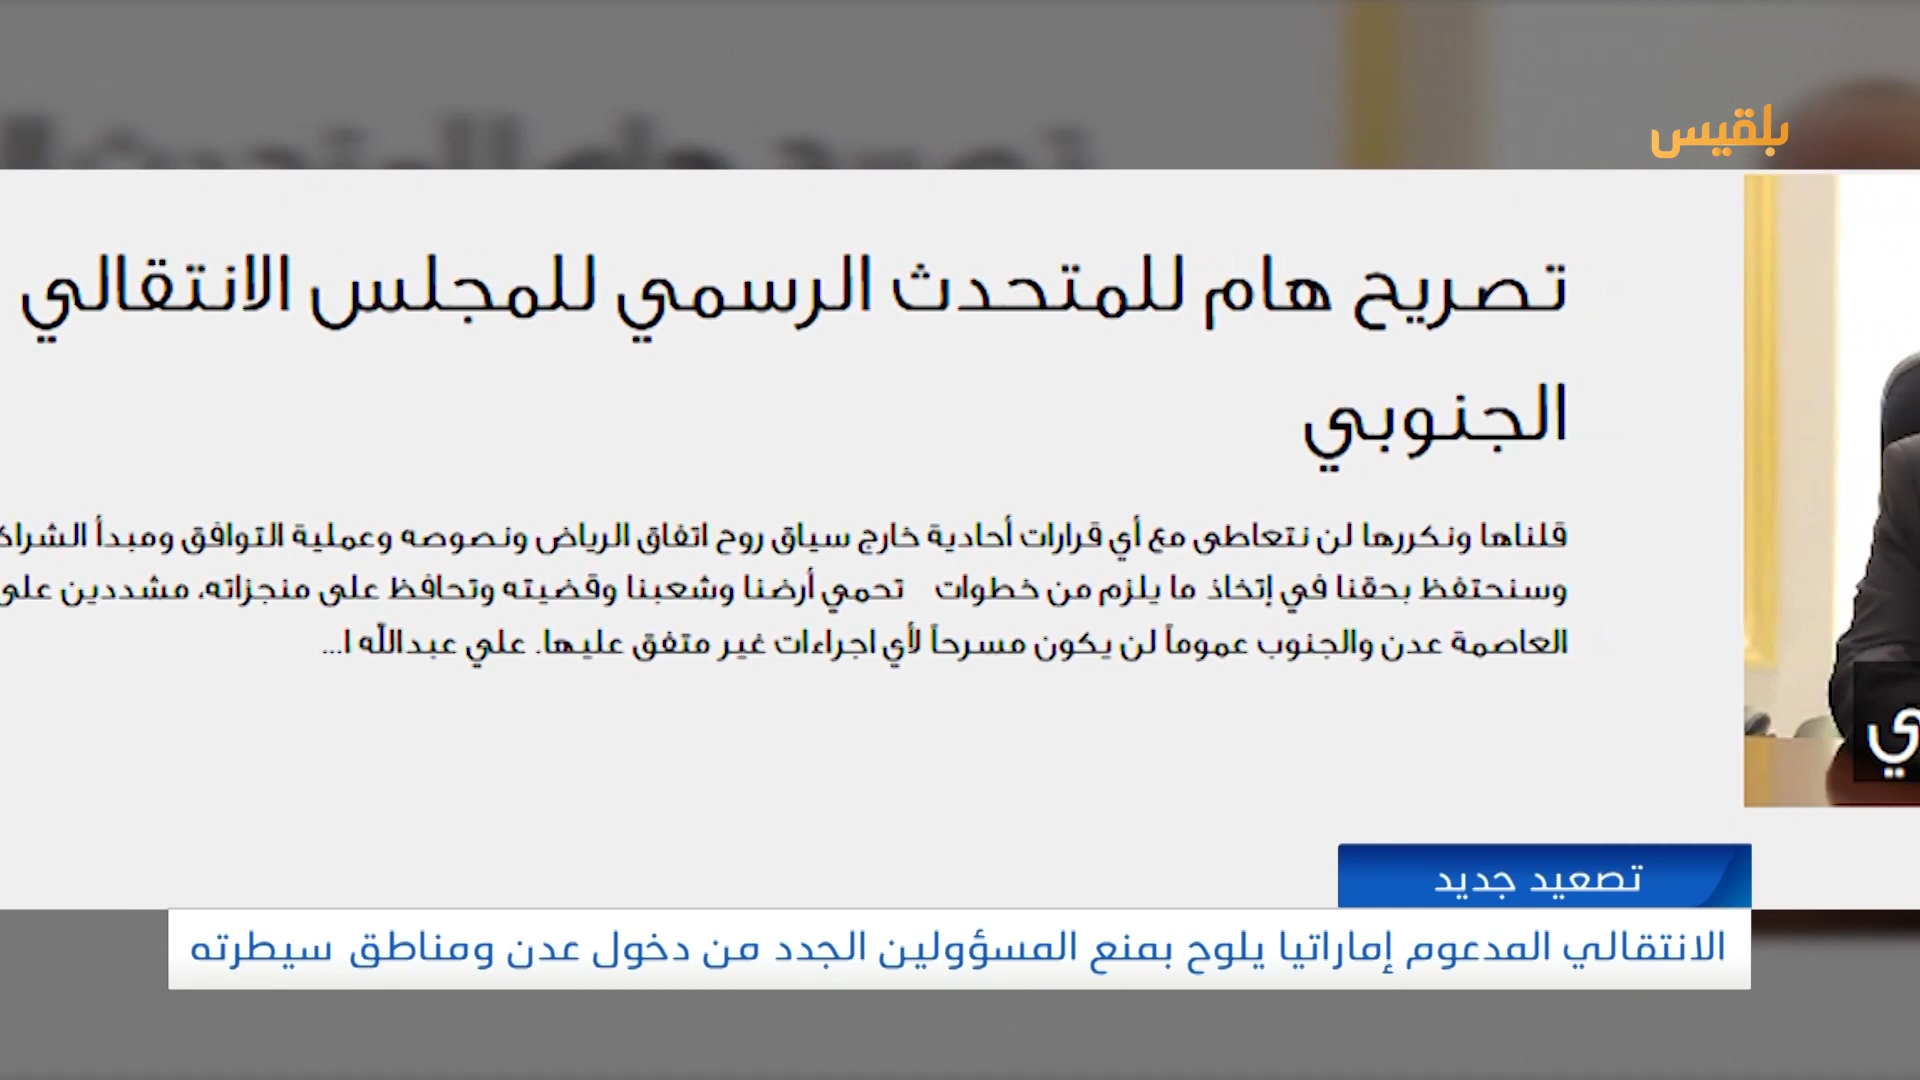 بلقيس
تصريح هام للمتحدث الرسمي للمجلس الانتقالي
الجنوبي
قلناها ونكررها لن نتعاطى مع أي قرارات أحادية خارج سياق روح اتفاق الرياض ونصوصه وعملية التوافق ومبدأ
وسنحتفظ بحقنا في إتخاذ ما يلزم من خطوات تحمي أرضنا وشعبنا وقضيته وتحافظ على منجزاته، مشددين على
العاصمة عدن والجنوب عموماً لن يكون مسرحاً لأي اجراءات غير متفق عليها. علي عبدالله ا...
تصعيد جديد
الانتقالي المدعوم إماراتيا يلوح بمنع المسؤولين الجدد من دخول عدن ومناطق سيطرته